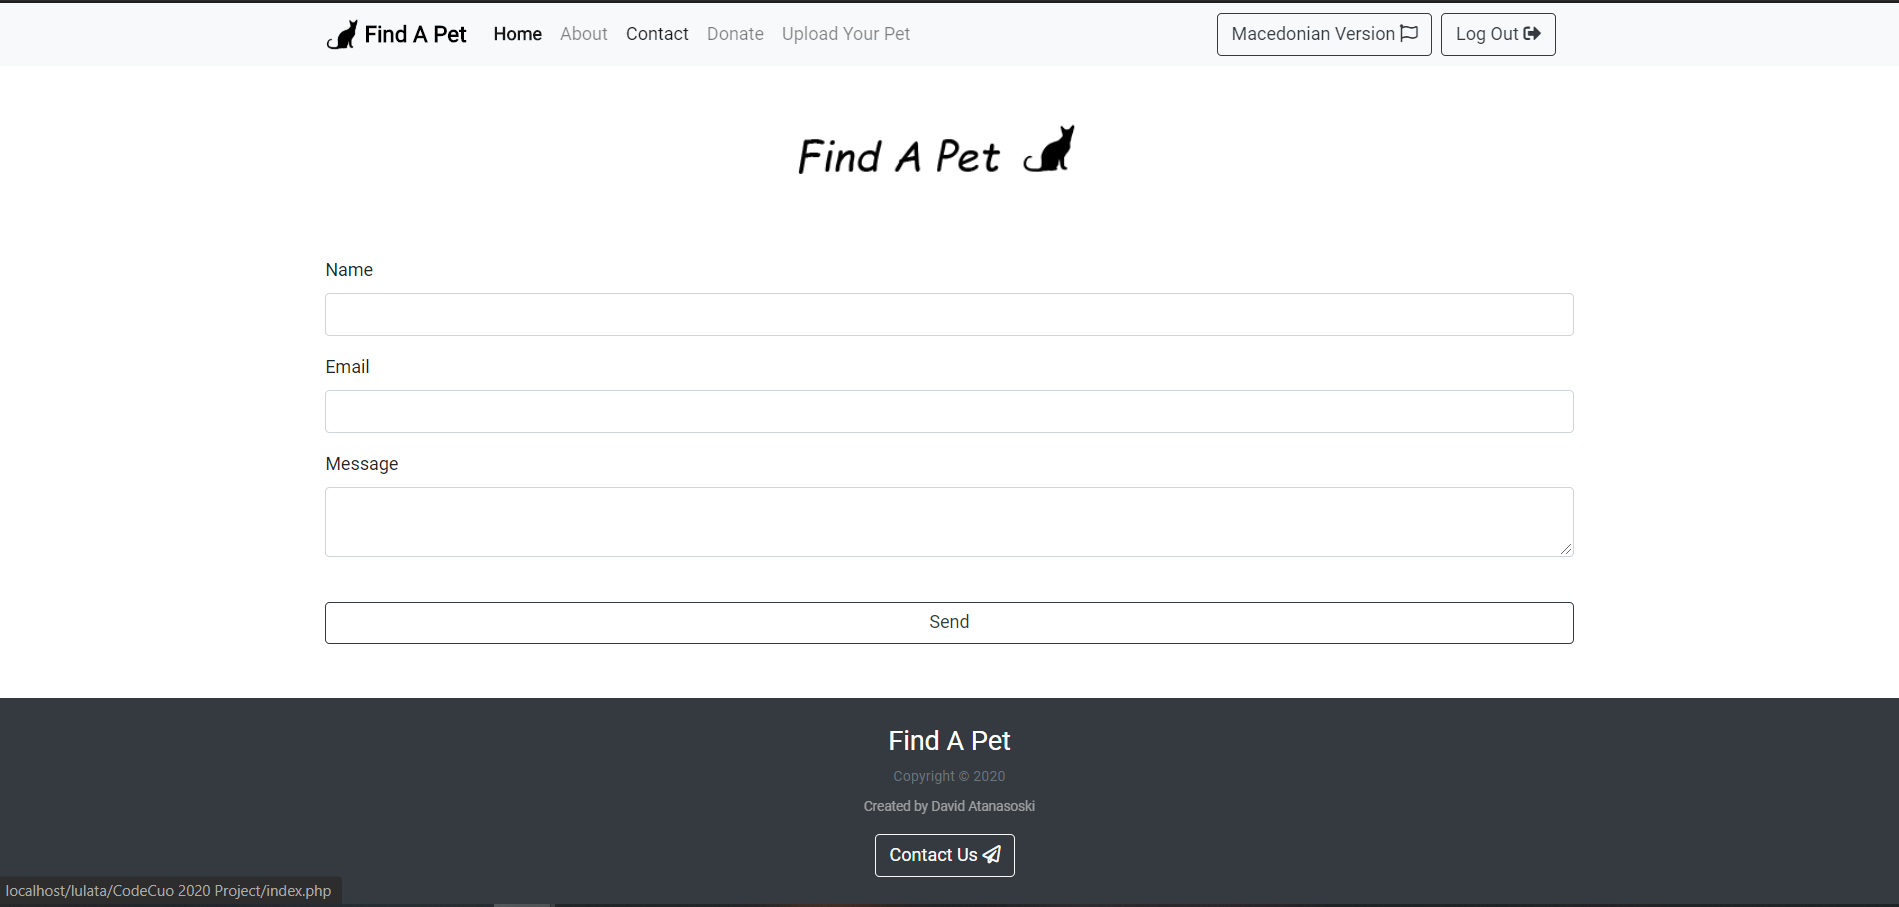 Find A Pet Home About Contact Donate Upload Your Pet Macedonian Version Log Out
Find A Pet
Name
Email
Message
Send
Find A Pet
Copyright © 2020
Created by David Atanasoski
Contact Us
localhost/lulata/CodeCuo 2020 Project/index.php